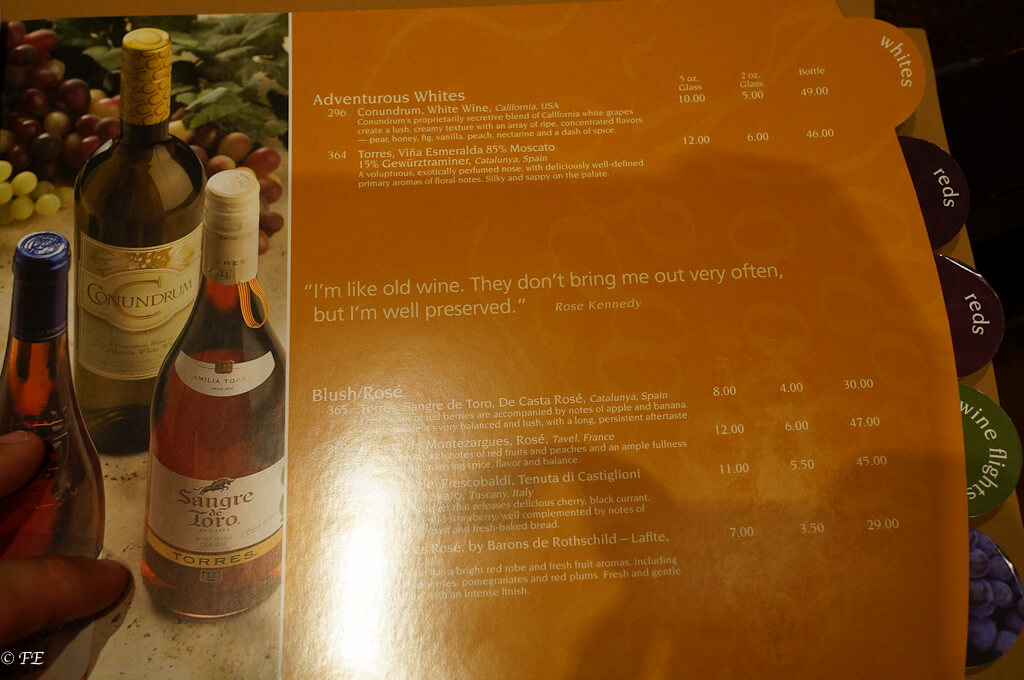 whites
5 oz. Glass
2 oz. Glass
Bottle
Adventurous Whites
296 Conundrum, White Wine, California, USA 10.00 5.00 49.00
Conundrum's proprietarily secretive blend of California white grapes
create a lush, creamy texture with an array of ripe, concentrated flavors
— pear, honey, fig, vanilla, peach, nectarine and a dash of spice.
364 Torres, Viña Esmeralda 85% Moscato 12.00 6.00 46.00
15% Gewürztraminer, Catalunya, Spain
A voluptuous, exotically perfumed nose, with deliciously well-defined
primary aromas of floral notes. Silky and sappy on the palate.
reds
"I'm like old wine. They don't bring me out very often,
but I'm well preserved." Rose Kennedy
reds
Blush/Rosé
365 Torres, Sangre de Toro, De Casta Rosé, Catalunya, Spain 8.00 4.00 30.00
red berries are accompanied by notes of apple and banana.
it's very balanced and lush, with a long, persistent aftertaste.
Montezargues, Rosé, Tavel, France 12.00 6.00 47.00
with notes of red fruits and peaches and an ample fullness
spice, flavor and balance.
Frescobaldi, Tenuta di Castiglioni 11.00 5.50 45.00
Rosato, Tuscany, Italy
that releases delicious cherry, black currant,
strawberry, well complemented by notes of
and fresh-baked bread.
Rosé, by Barons de Rothschild – Lafite, 7.00 3.50 29.00
has a bright red robe and fresh fruit aromas, including
pomegranates and red plums. Fresh and gentle
with an intense finish.
wine flights
CONUNDRUM
California White
Sangre
de
Toro
TORRES
© FE